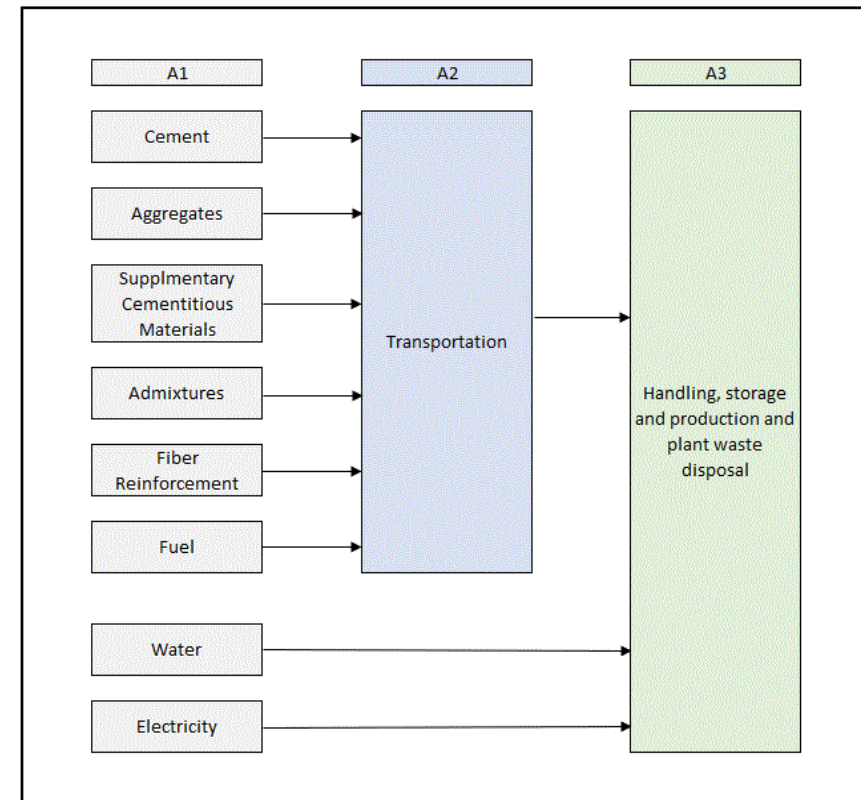 A1
A2
A3
Cement
Aggregates
Supplmentary
Cementitious
Materials
Admixtures
Fiber
Reinforcement
Fuel
Water
Electricity
Transportation
Handling, storage
and production and
plant waste
disposal